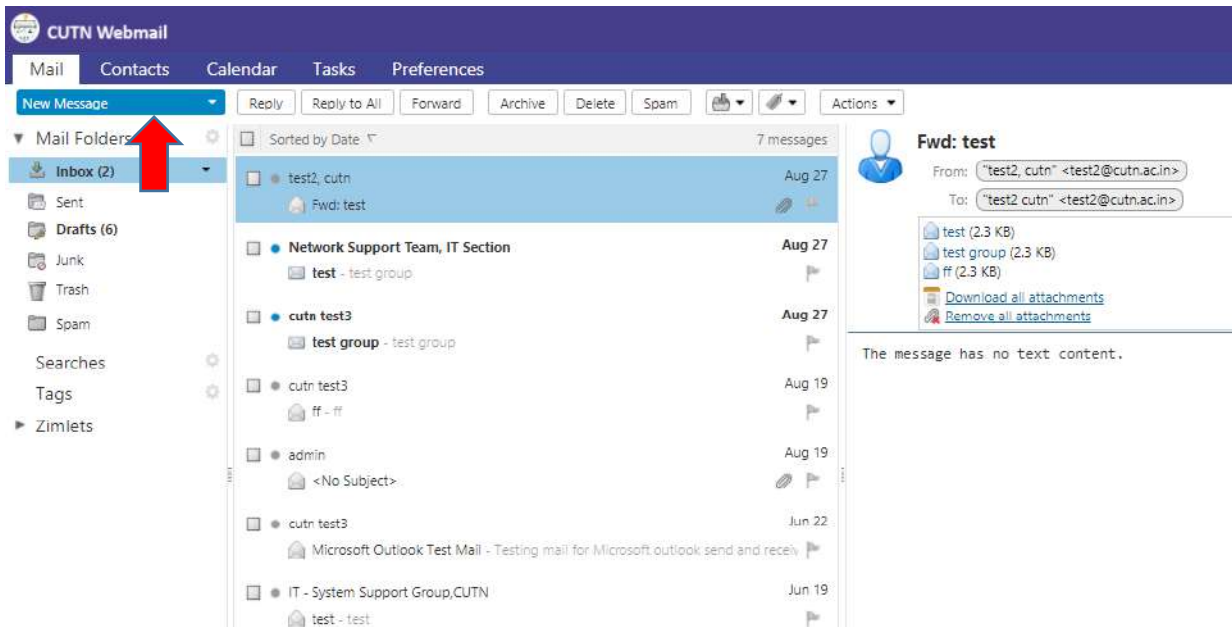 CUTN Webmail
Mail Contacts Calendar Tasks Preferences
New Message Reply Reply to All Forward Archive Delete Spam Actions
Mail Folders
Inbox (2)
Sent
Drafts (6)
Junk
Trash
Spam
Searches
Tags
Zimlets
Sorted by Date 7 messages
test2, cutn Aug 27
Fwd: test
Network Support Team, IT Section Aug 27
test - test group
cutn test3 Aug 27
test group - test group
cutn test3 Aug 19
ff - ff
admin Aug 19
<No Subject>
cutn test3 Jun 22
Microsoft Outlook Test Mail - Testing mail for Microsoft outlook send and receiv
IT - System Support Group,CUTN Jun 19
test - test
Fwd: test
From: "test2, cutn" <test2@cutn.ac.in>
To: "test2 cutn" <test2@cutn.ac.in>
test (2.3 KB)
test group (2.3 KB)
ff (2.3 KB)
Download all attachments
Remove all attachments
The message has no text content.